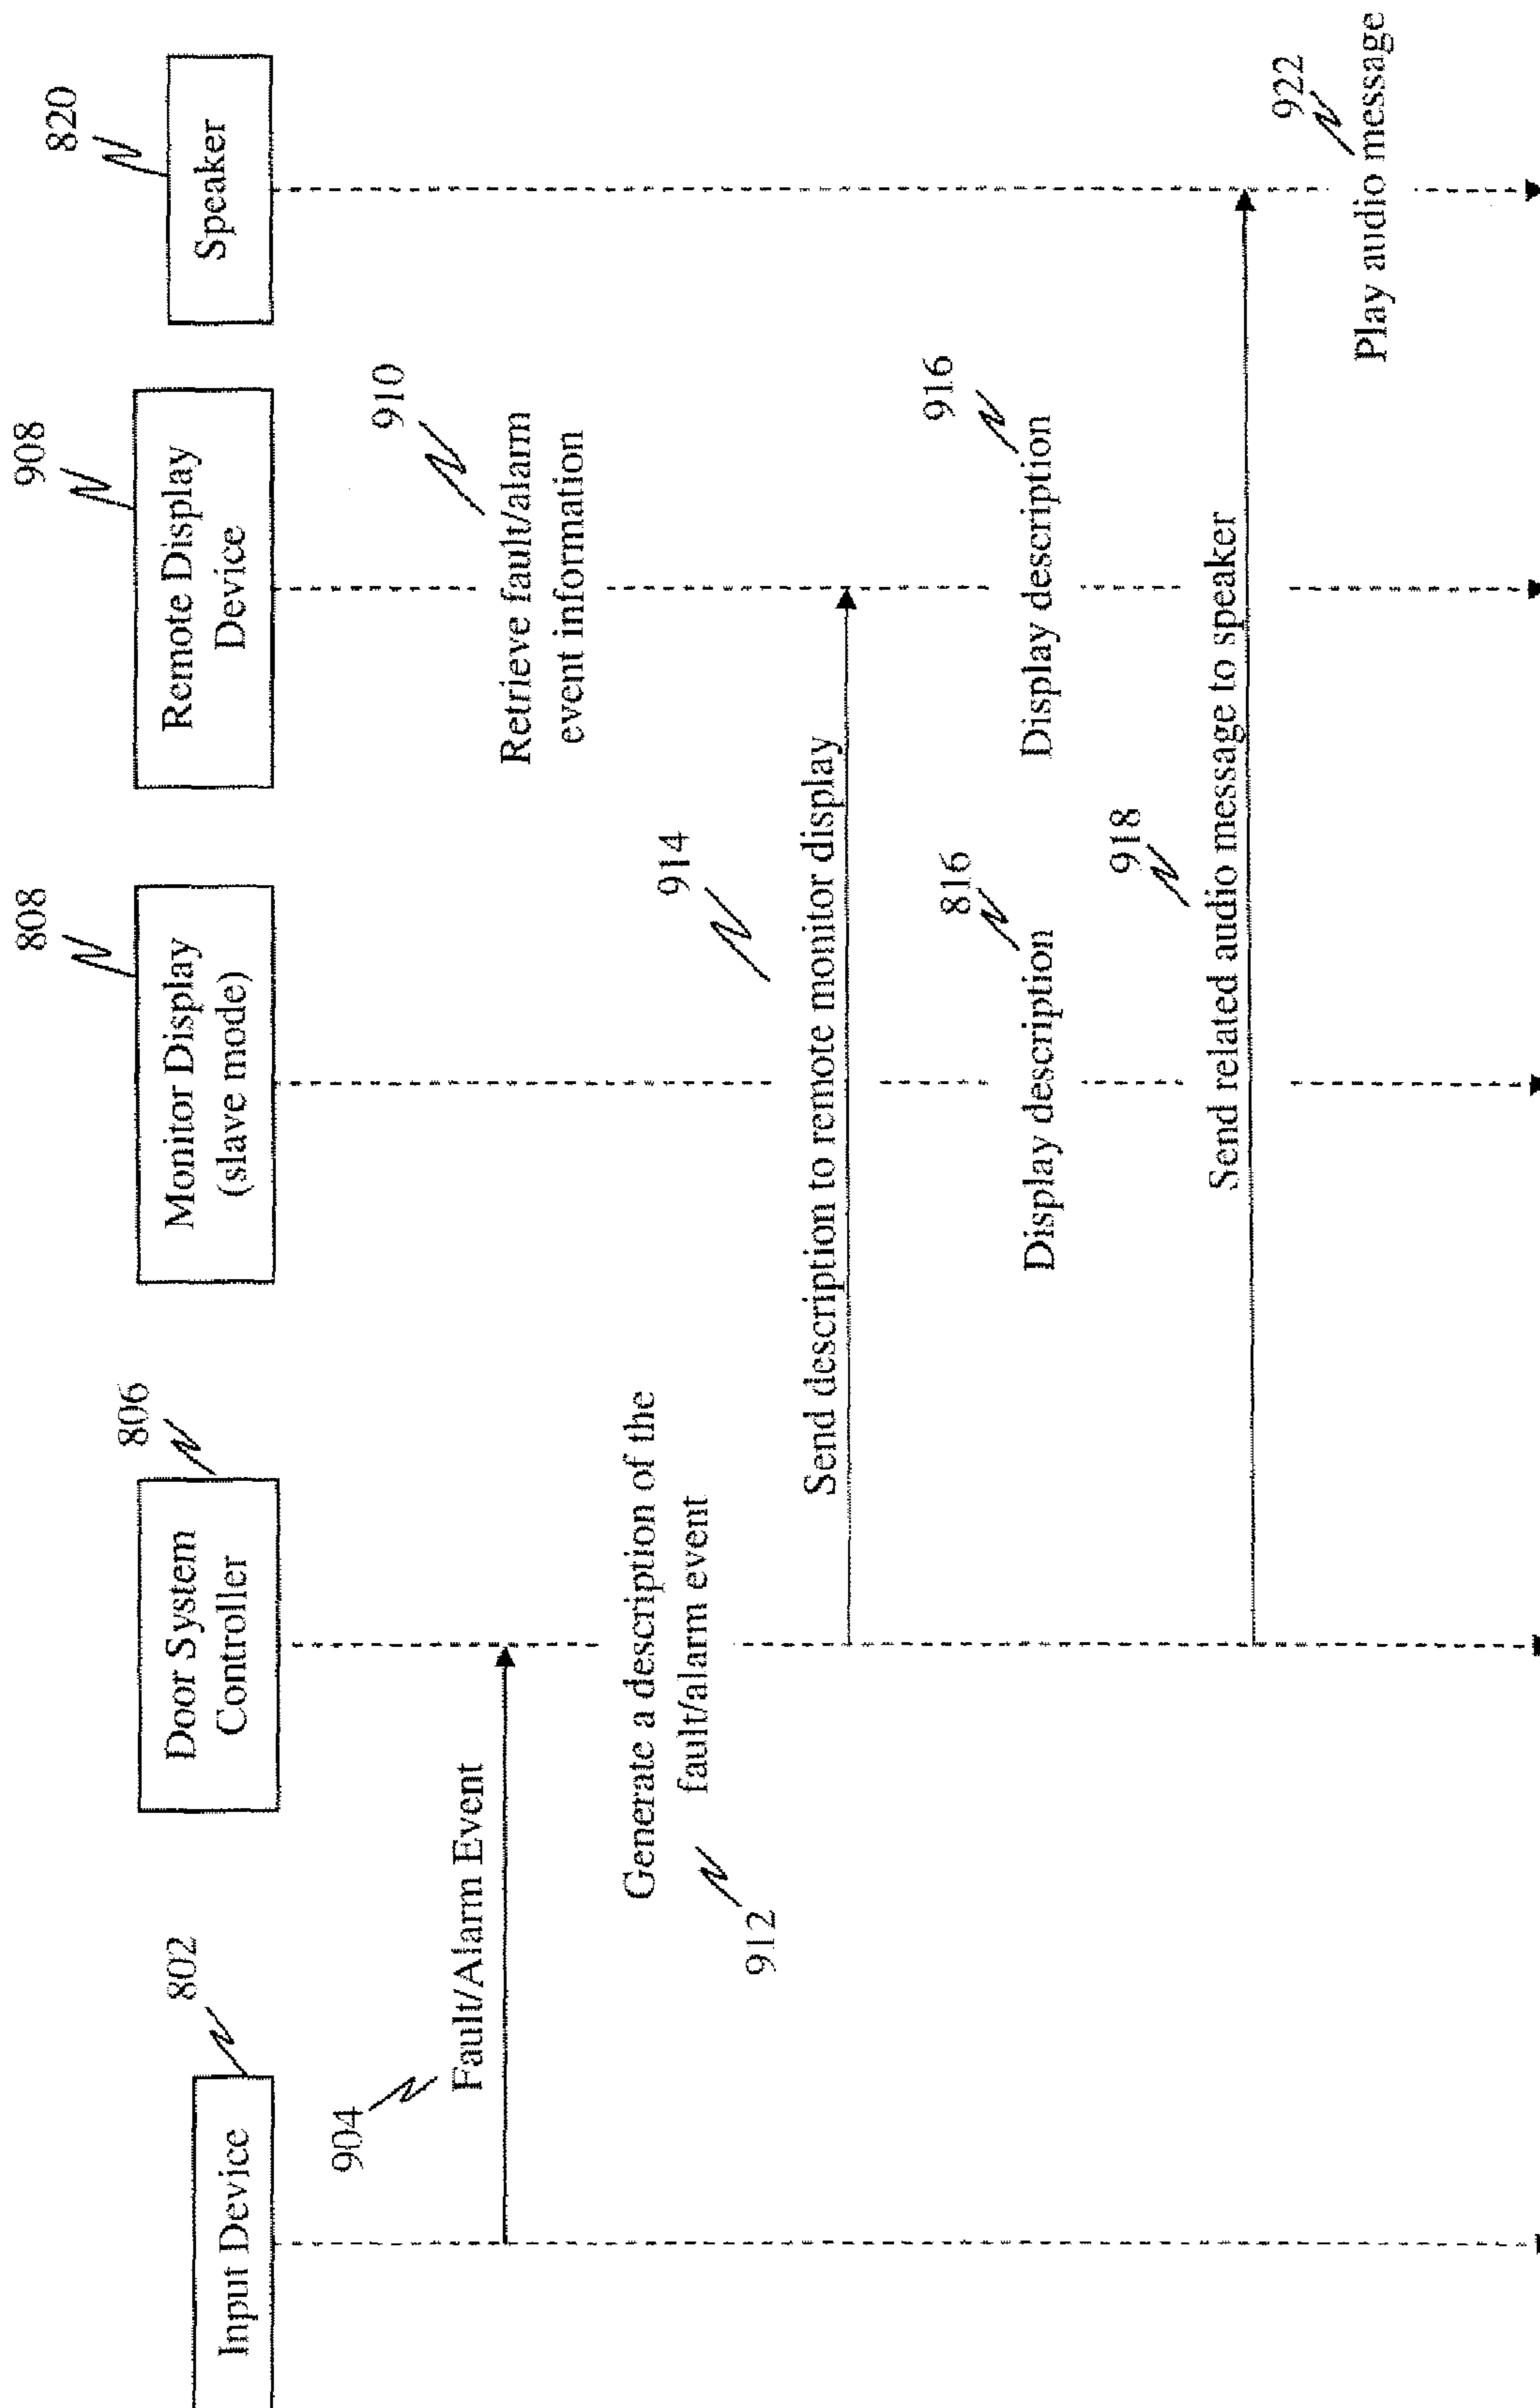 802
Input Device
806
Door System
Controller
808
Monitor Display
(slave mode)
908
Remote Display
Device
820
Speaker
904
Fault/Alarm Event
910
Retrieve fault/alarm
event information
Generate a description of the
fault/alarm event
912
914
Send description to remote monitor display
816
Display description
916
Display description
918
Send related audio message to speaker
922
Play audio message